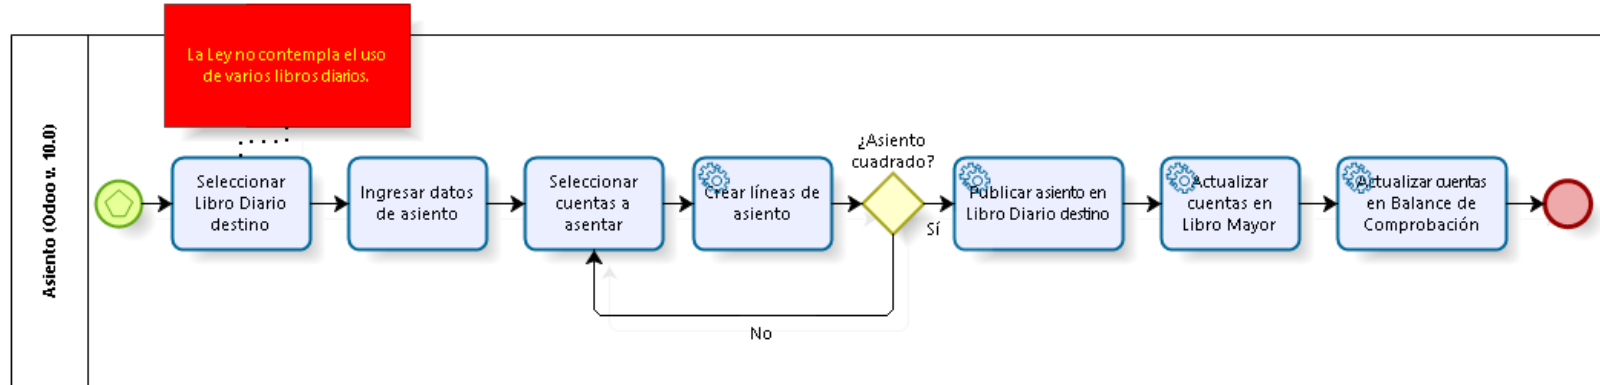 La Ley no contempla el uso
de varios libros diarios.
Asiento (Odoo v. 10.0)
Seleccionar
Libro Diario
destino
Ingresar datos
de asiento
Seleccionar
cuentas a
asentar
Crear líneas de
asiento
¿Asiento
cuadrado?
Sí
No
Publicar asiento en
Libro Diario destino
Actualizar
cuentas en
Libro Mayor
Actualizar cuentas
en Balance de
Comprobación